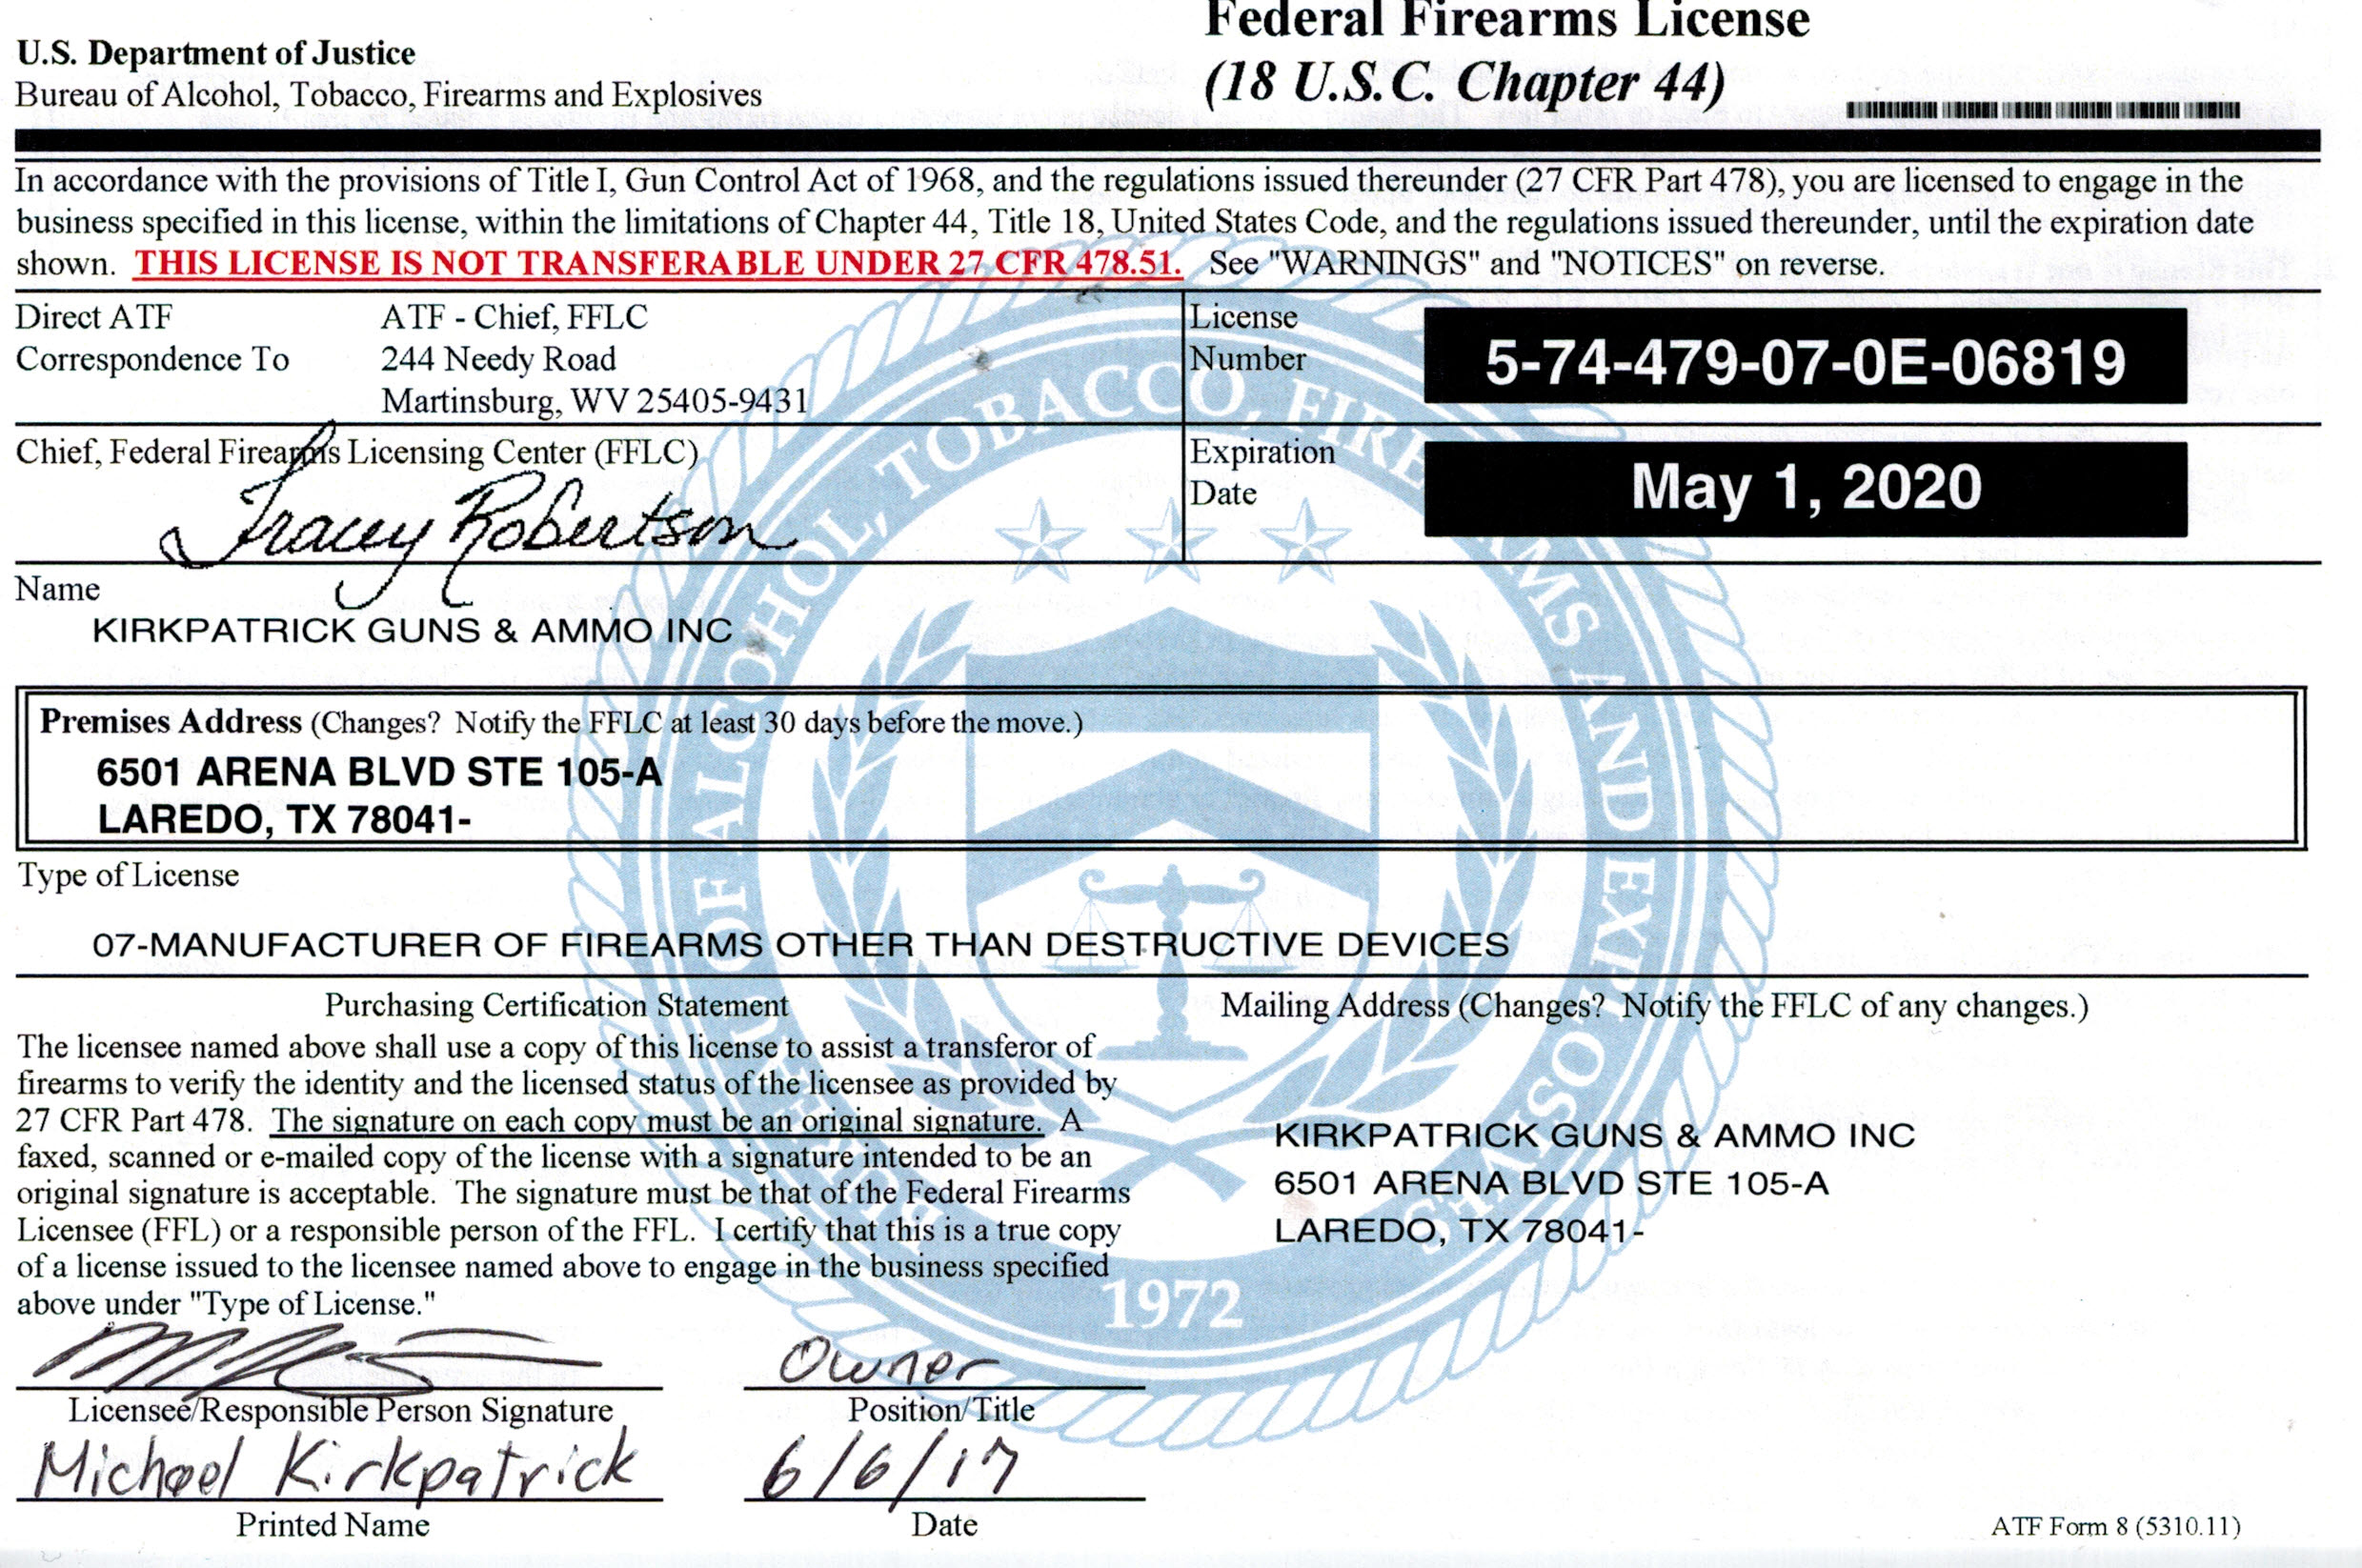 Federal Firearms License
(18 U.S.C. Chapter 44)
U.S. Department of Justice
Bureau of Alcohol, Tobacco, Firearms and Explosives
In accordance with the provisions of Title I, Gun Control Act of 1968, and the regulations issued thereunder (27 CFR Part 478), you are licensed to engage in the
business specified in this license, within the limitations of Chapter 44, Title 18, United States Code, and the regulations issued thereunder, until the expiration date
shown. THIS LICENSE IS NOT TRANSFERABLE UNDER 27 CFR 478.51. See "WARNINGS" and "NOTICES" on reverse.
Direct ATF
Correspondence To
ATF - Chief, FFLC
244 Needy Road
Martinsburg, WV 25405-9431
License
Number
5-74-479-07-0E-06819
Chief, Federal Firearms Licensing Center (FFLC)
Tracey Robertson
Expiration
Date
May 1, 2020
Name
KIRKPATRICK GUNS & AMMO INC
Premises Address (Changes? Notify the FFLC at least 30 days before the move.)
6501 ARENA BLVD STE 105-A
LAREDO, TX 78041-
Type of License
07-MANUFACTURER OF FIREARMS OTHER THAN DESTRUCTIVE DEVICES
Purchasing Certification Statement
The licensee named above shall use a copy of this license to assist a transferor of
firearms to verify the identity and the licensed status of the licensee as provided by
27 CFR Part 478. The signature on each copy must be an original signature. A
faxed, scanned or e-mailed copy of the license with a signature intended to be an
original signature is acceptable. The signature must be that of the Federal Firearms
Licensee (FFL) or a responsible person of the FFL. I certify that this is a true copy
of a license issued to the licensee named above to engage in the business specified
above under "Type of License."
Mailing Address (Changes? Notify the FFLC of any changes.)
KIRKPATRICK GUNS & AMMO INC
6501 ARENA BLVD STE 105-A
LAREDO, TX 78041-
Owner
Licensee/Responsible Person Signature
Position/Title
Michael Kirkpatrick
6/6/17
Printed Name
Date
ATF Form 8 (5310.11)
BUREAU OF ALCOHOL, TOBACCO, FIREARMS AND EXPLOSIVES
1972